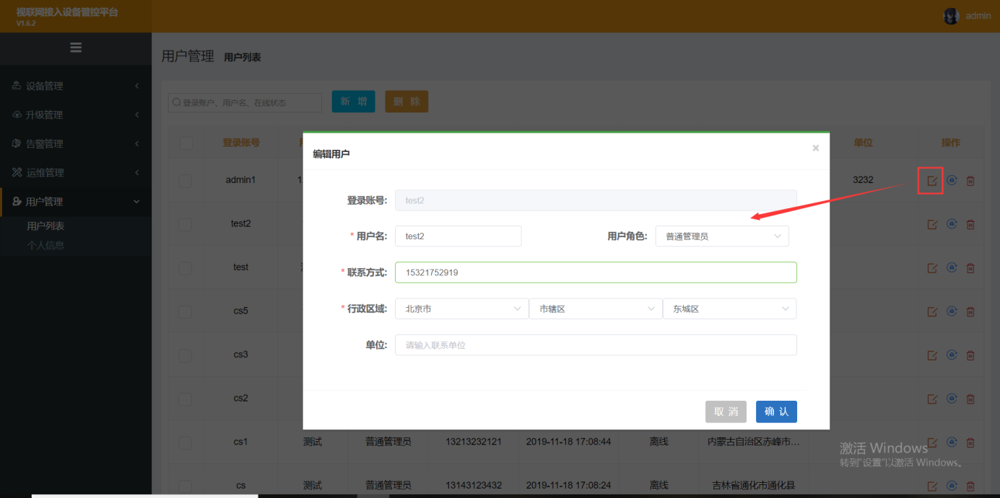 视联网接入设备管控平台
V1.6.2
admin
用户管理 用户列表
设备管理
升级管理
告警管理
运维管理
用户管理
用户列表
个人信息
登录账户、用户名、在线状态
新 增
删 除
登录账号 单位 操作
admin1 3232
test2
test
cs5
cs3
cs2
cs1 测试 普通管理员 13213232121 2019-11-18 17:08:44 离线 内蒙古自治区赤峰市...
cs 测试 普通管理员 13143123432 2019-11-18 17:08:24 离线 吉林省通化市通化县
编辑用户
×
登录账号: test2
* 用户名: test2 用户角色: 普通管理员
* 联系方式: 15321752919
* 行政区域: 北京市 市辖区 东城区
单位: 请输入联系单位
取 消 确 认
激活 Windows
转到"设置"以激活 Windows。